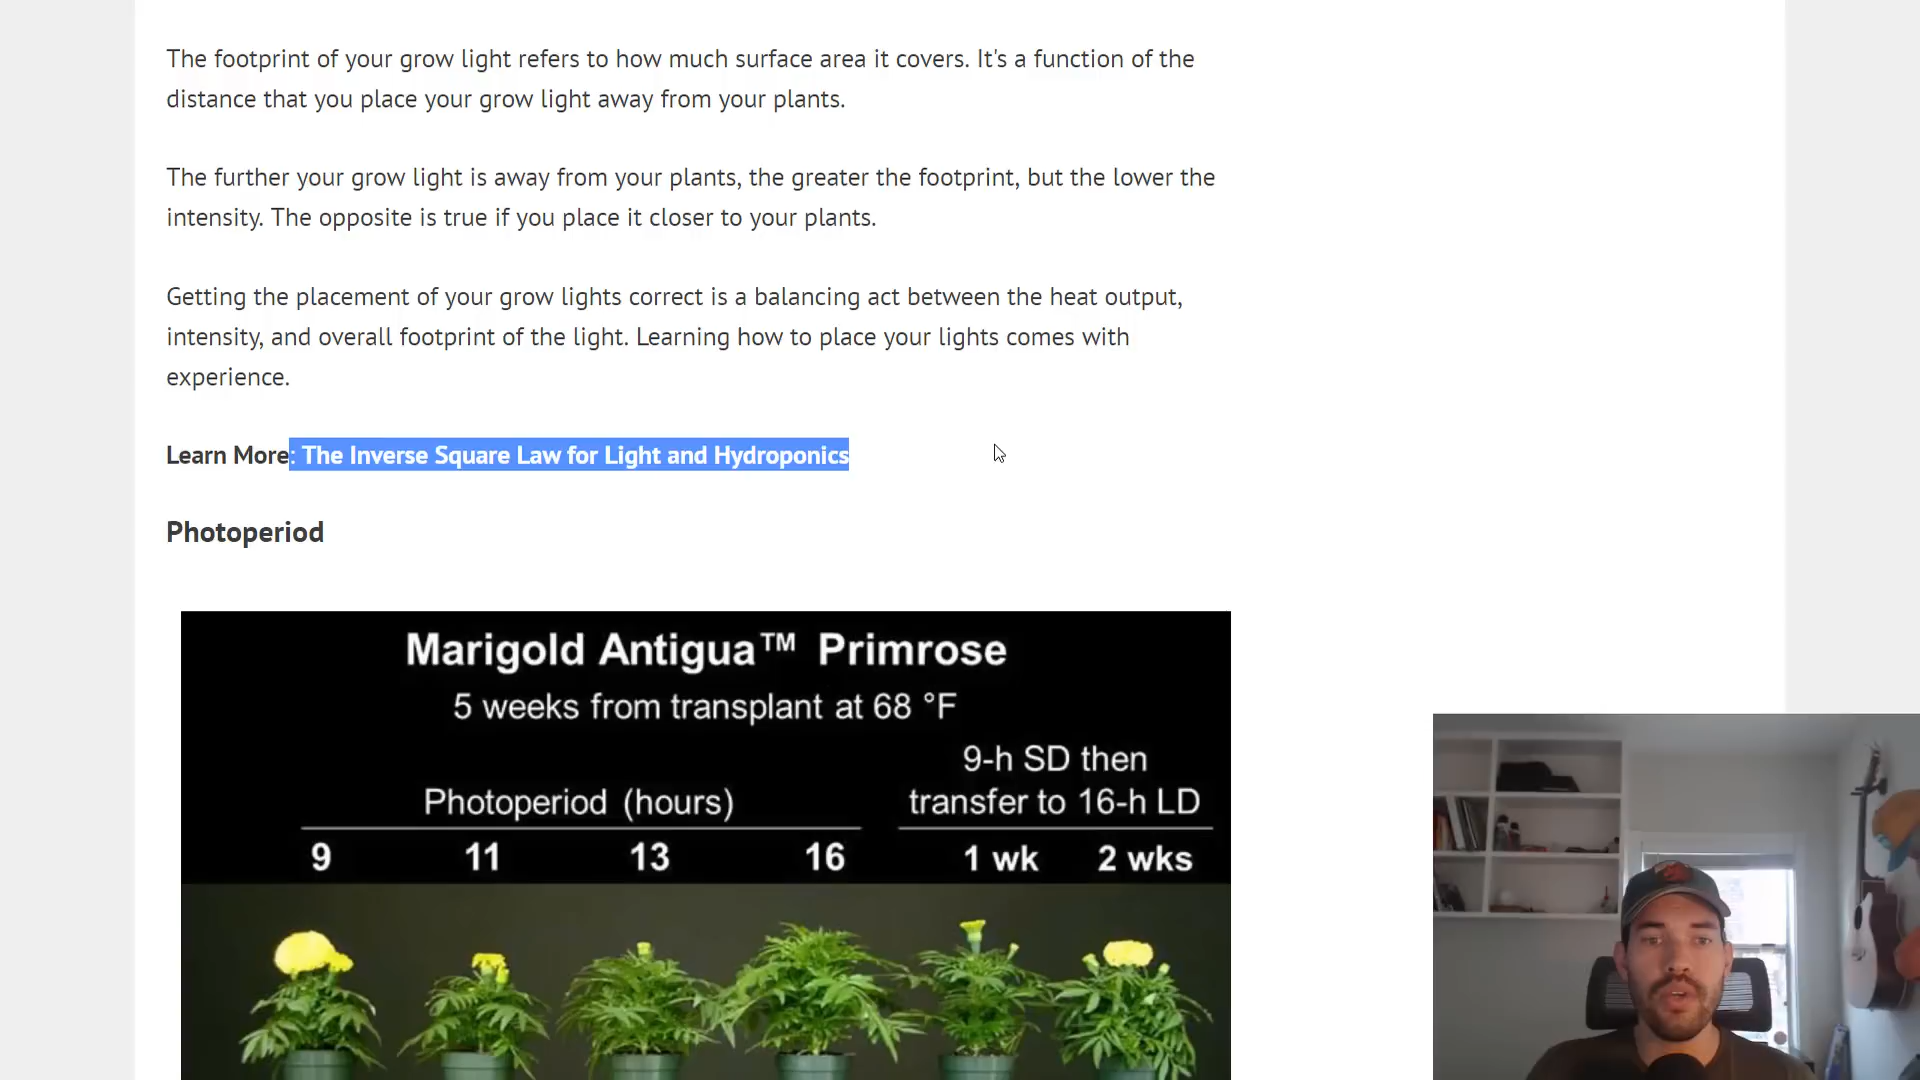 The footprint of your grow light refers to how much surface area it covers. It's a function of the
distance that you place your grow light away from your plants.
The further your grow light is away from your plants, the greater the footprint, but the lower the
intensity. The opposite is true if you place it closer to your plants.
Getting the placement of your grow lights correct is a balancing act between the heat output,
intensity, and overall footprint of the light. Learning how to place your lights comes with
experience.
Learn More: The Inverse Square Law for Light and Hydroponics
Photoperiod
Marigold Antigua™ Primrose
5 weeks from transplant at 68 °F
9-h SD then
Photoperiod (hours) transfer to 16-h LD
9 11 13 16 1 wk 2 wks